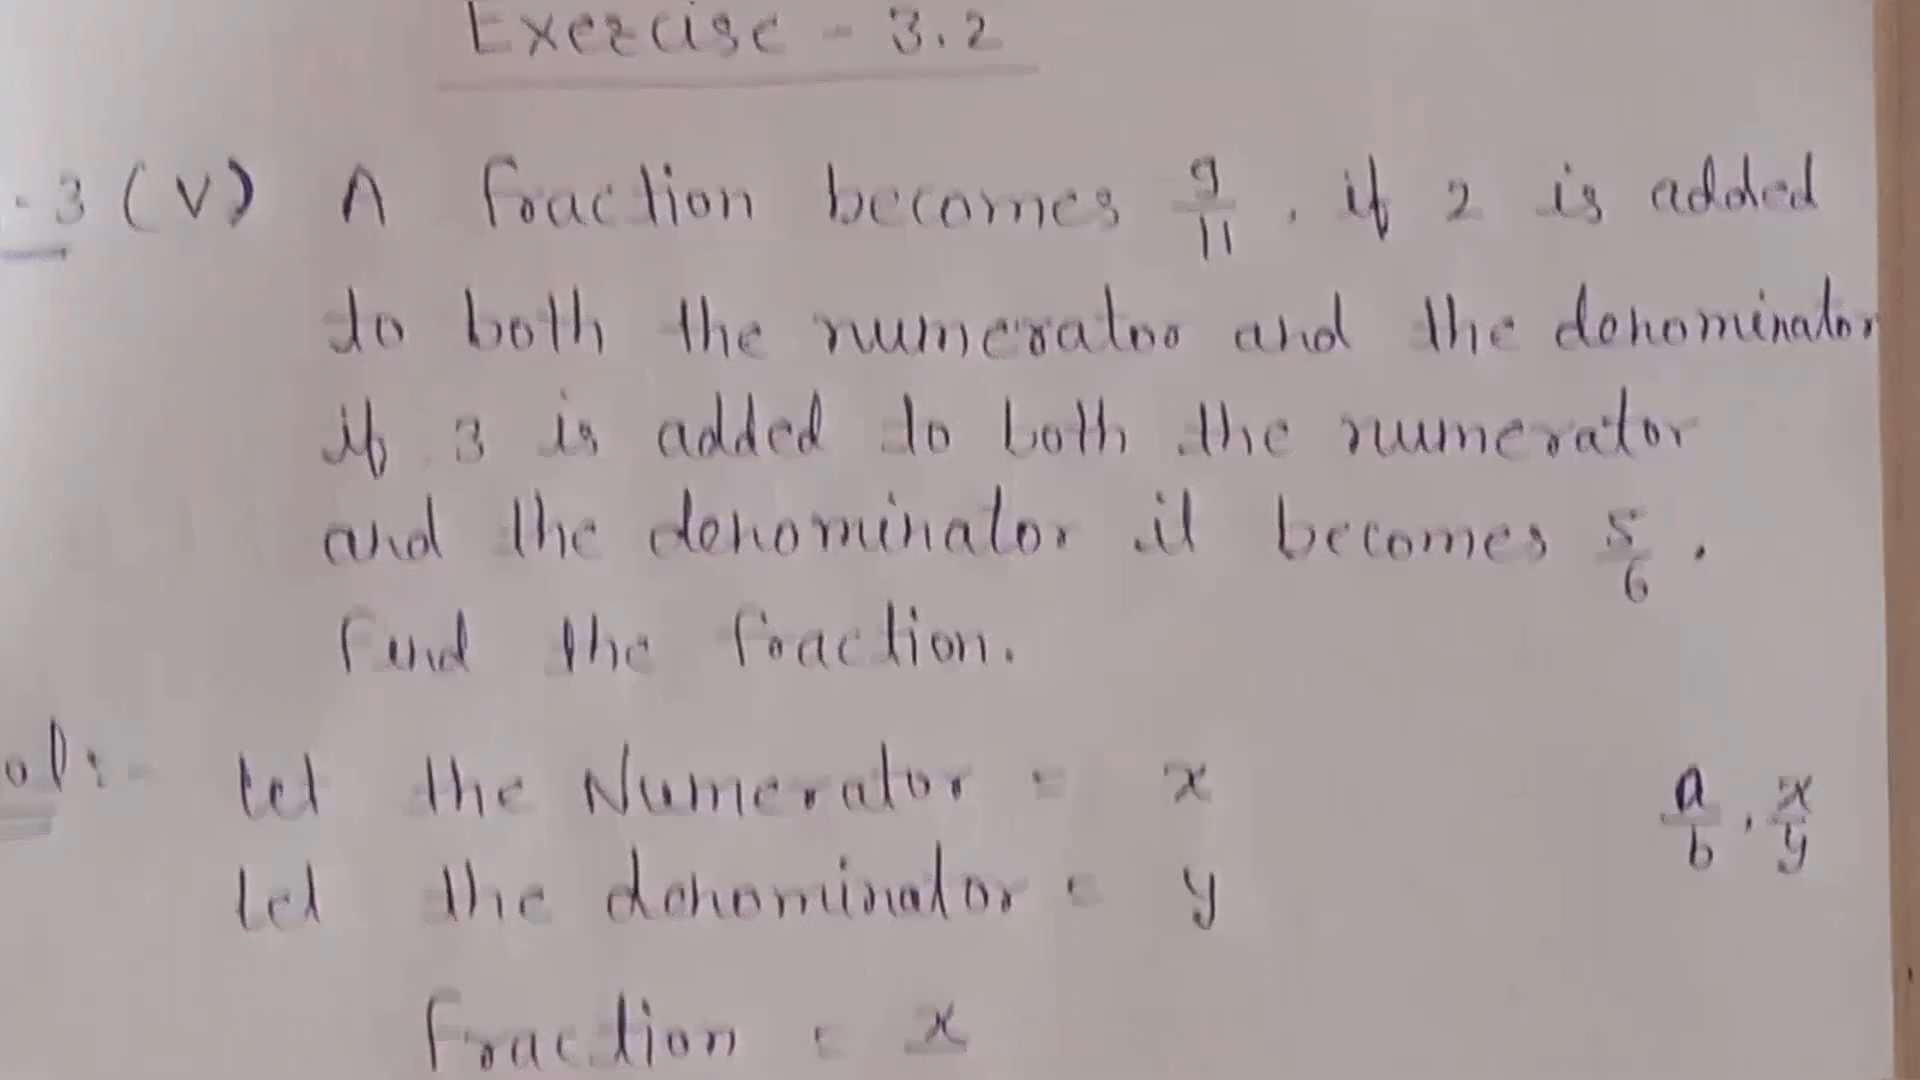 Exercise - 3.2
-3 (V) A fraction becomes 9/11, if 2 is added
to both the numerator and the denominator
if 3 is added to both the numerator
and the denominator it becomes 5/6.
Find the fraction.
ol:- Let the Numerator = x
a/b, x/y
Let the denominator = y
fraction = x